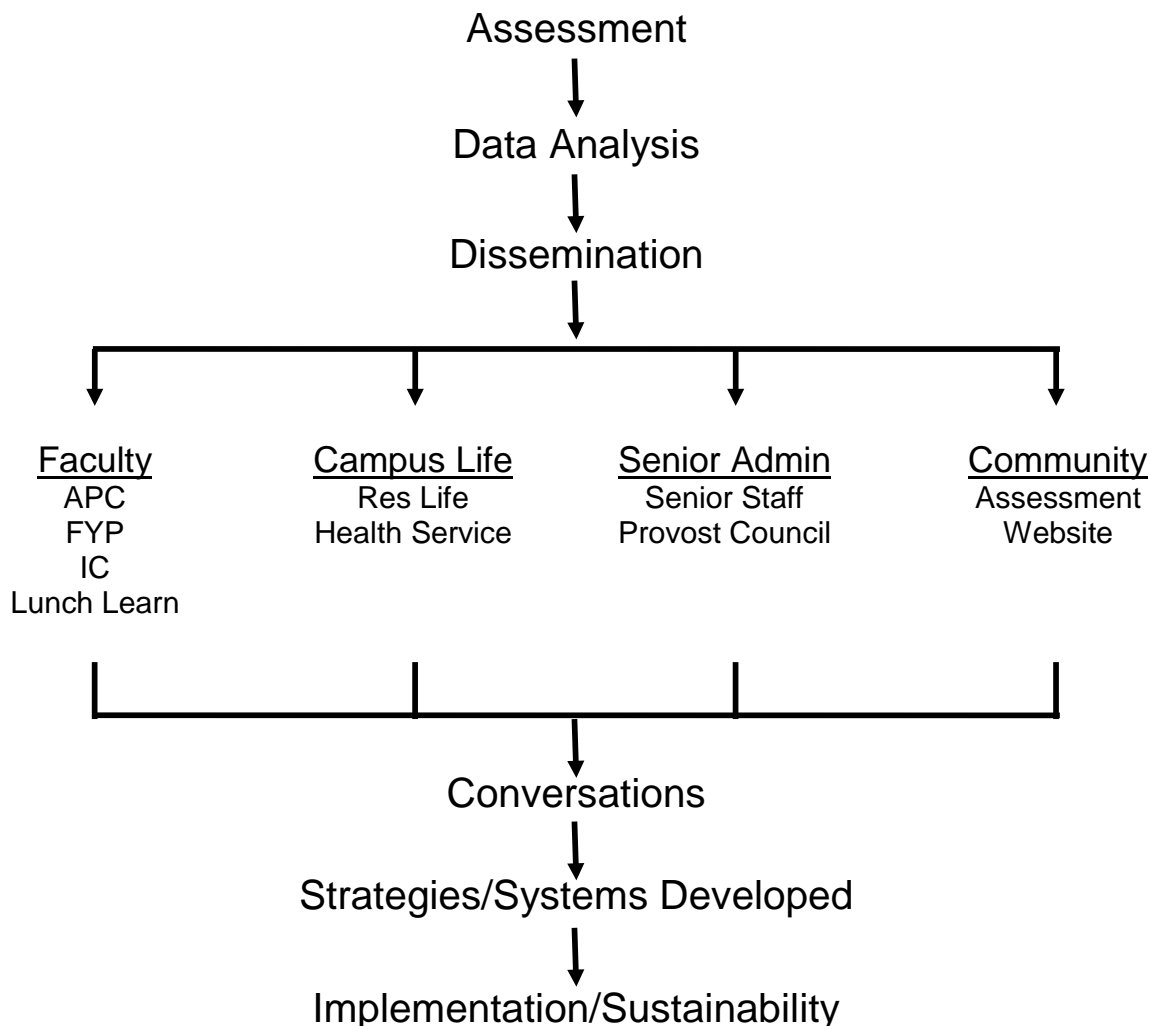 Assessment
Data Analysis
Dissemination
Faculty
APC
FYP
IC
Lunch Learn
Campus Life
Res Life
Health Service
Senior Admin
Senior Staff
Provost Council
Community
Assessment
Website
Conversations
Strategies/Systems Developed
Implementation/Sustainability